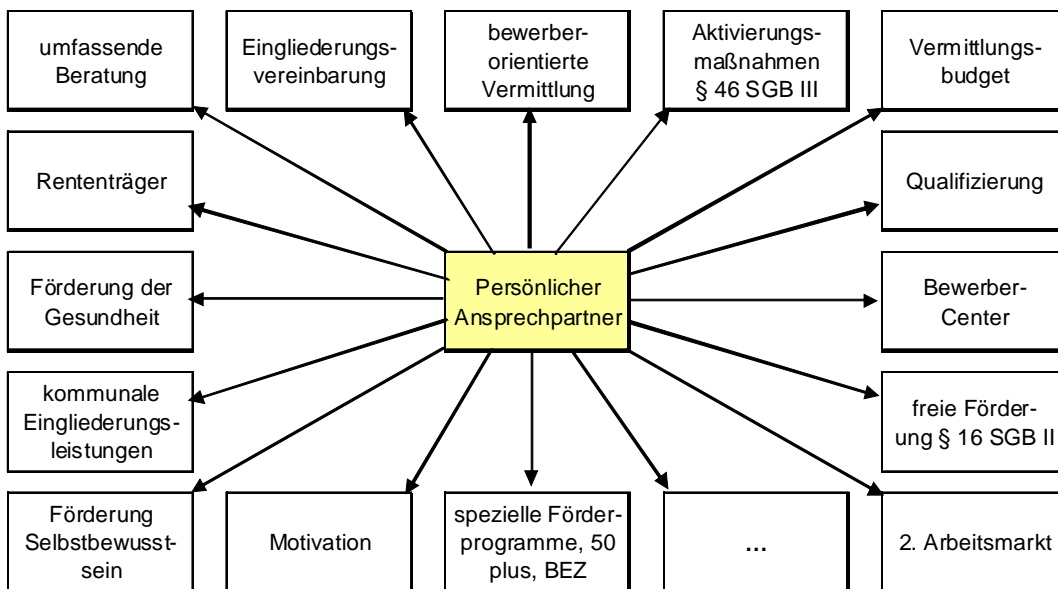 umfassende
Beratung
Eingliederungs-
vereinbarung
bewerber-
orientierte
Vermittlung
Aktivierungs-
maßnahmen
§ 46 SGB III
Vermittlungs-
budget
Rententräger
Qualifizierung
Förderung der
Gesundheit
Persönlicher
Ansprechpartner
Bewerber-
Center
kommunale
Eingliederungs-
leistungen
freie Förder-
ung § 16 SGB II
Förderung
Selbstbewusst-
sein
Motivation
spezielle Förder-
programme, 50
plus, BEZ
...
2. Arbeitsmarkt